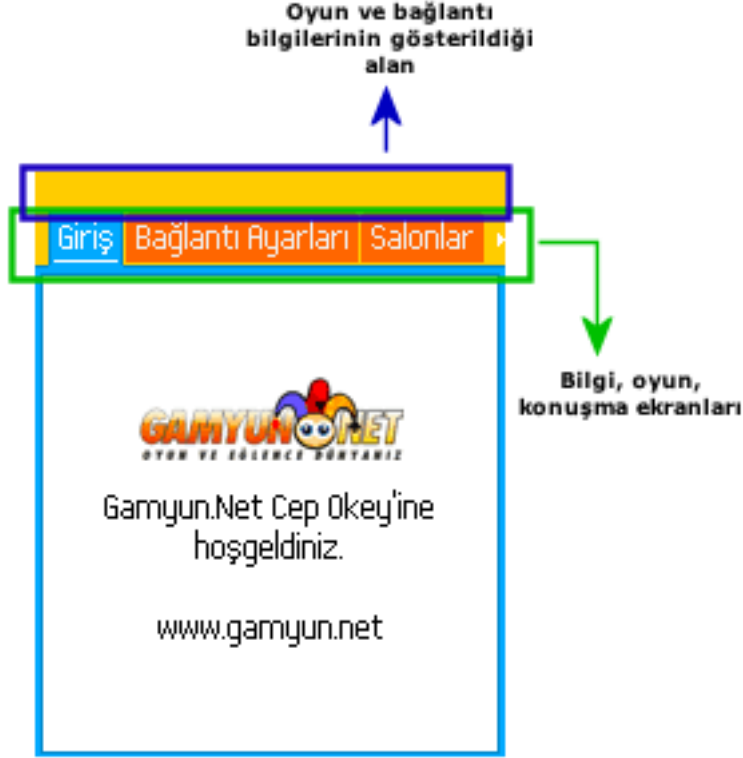 Oyun ve bağlantı
bilgilerinin gösterildiği
alan
Giriş Bağlantı Ayarları Salonlar
Bilgi, oyun,
konuşma ekranları
GAMYUN NET
OYUN VE EĞLENCE DÜNYANIZ
Gamyun.Net Cep Okey'ine
hoşgeldiniz.
www.gamyun.net